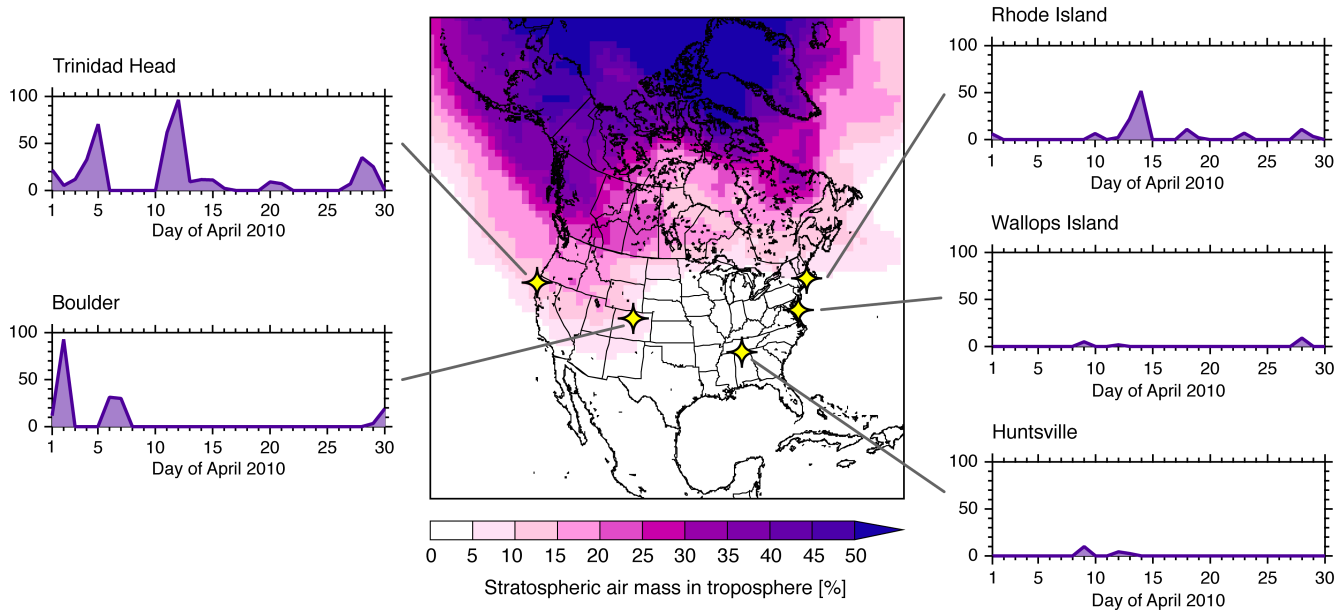 Trinidad Head
100
50
0
1 5 10 15 20 25 30
Day of April 2010
Boulder
100
50
0
1 5 10 15 20 25 30
Day of April 2010
0 5 10 15 20 25 30 35 40 45 50
Stratospheric air mass in troposphere [%]
Rhode Island
100
50
0
1 5 10 15 20 25 30
Day of April 2010
Wallops Island
100
50
0
1 5 10 15 20 25 30
Day of April 2010
Huntsville
100
50
0
1 5 10 15 20 25 30
Day of April 2010